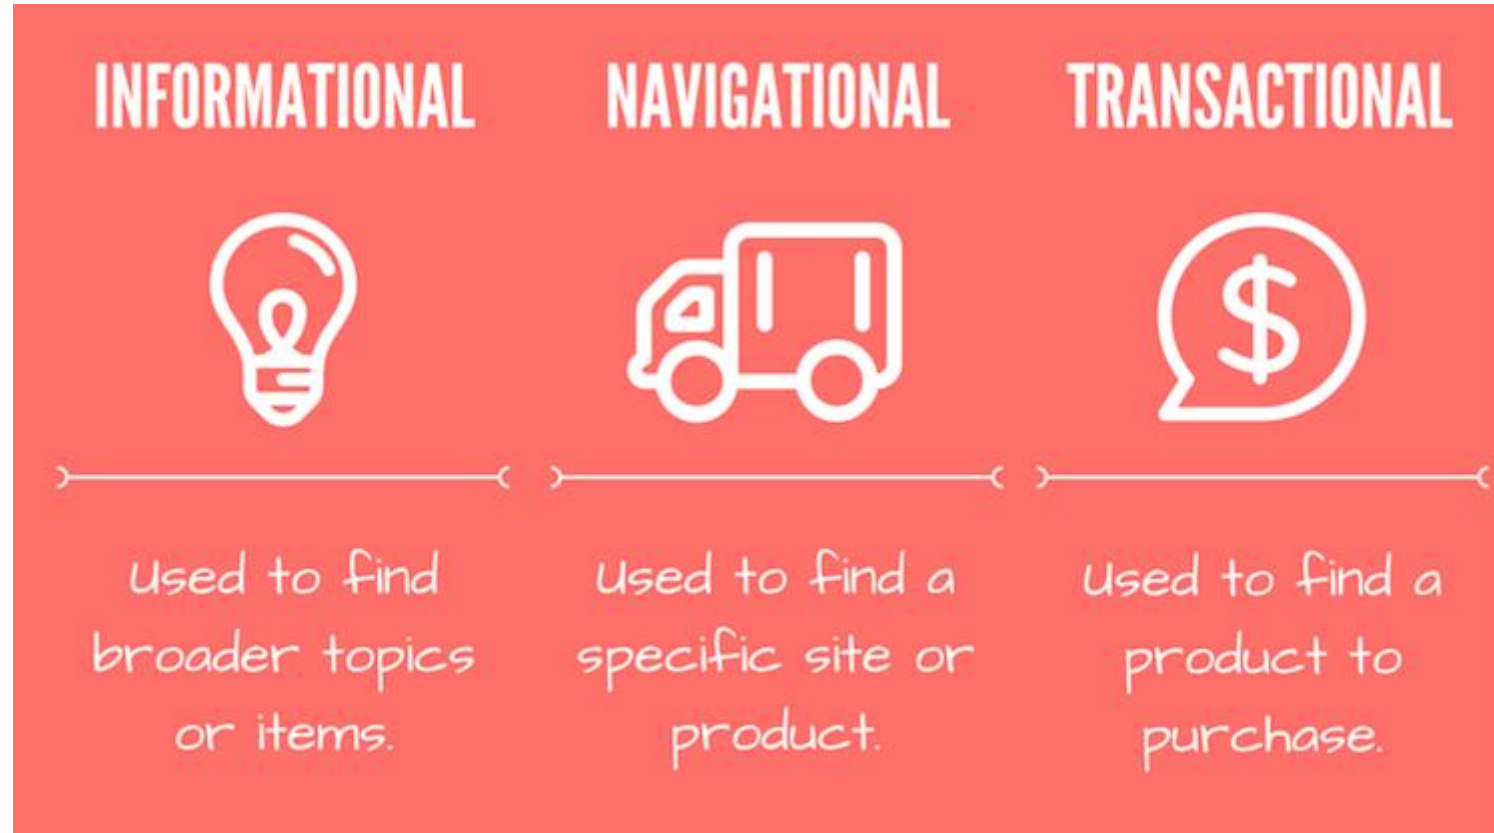 INFORMATIONAL
Used to find
broader topics
or items.
NAVIGATIONAL
Used to find a
specific site or
product.
TRANSACTIONAL
$
Used to find a
product to
purchase.